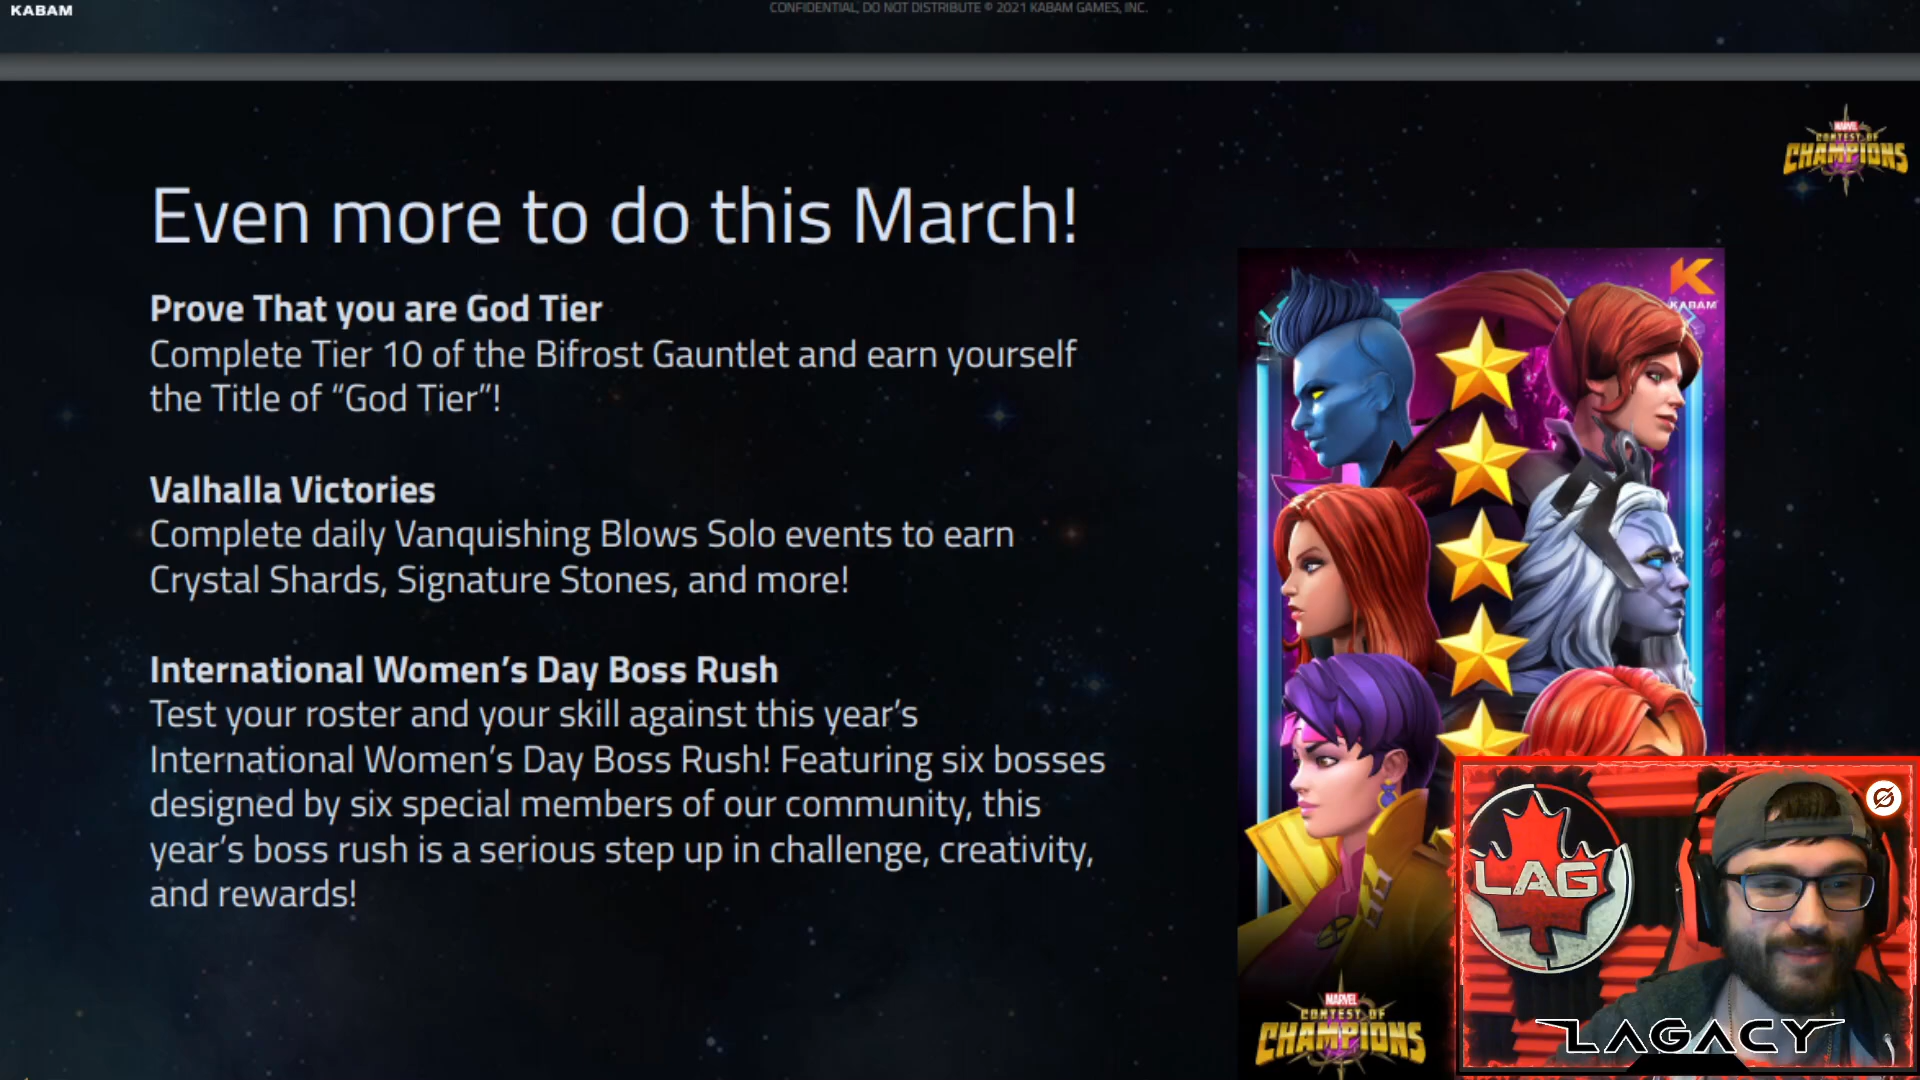 KABAM
CONFIDENTIAL, DO NOT DISTRIBUTE © 2021 KABAM GAMES, INC.
MARVEL
CONTEST OF
CHAMPIONS
Even more to do this March!
Prove That you are God Tier
Complete Tier 10 of the Bifrost Gauntlet and earn yourself
the Title of “God Tier”!
Valhalla Victories
Complete daily Vanquishing Blows Solo events to earn
Crystal Shards, Signature Stones, and more!
International Women’s Day Boss Rush
Test your roster and your skill against this year’s
International Women’s Day Boss Rush! Featuring six bosses
designed by six special members of our community, this
year’s boss rush is a serious step up in challenge, creativity,
and rewards!
KABAM
MARVEL
CONTEST OF
CHAMPIONS
LAG
LAGACY